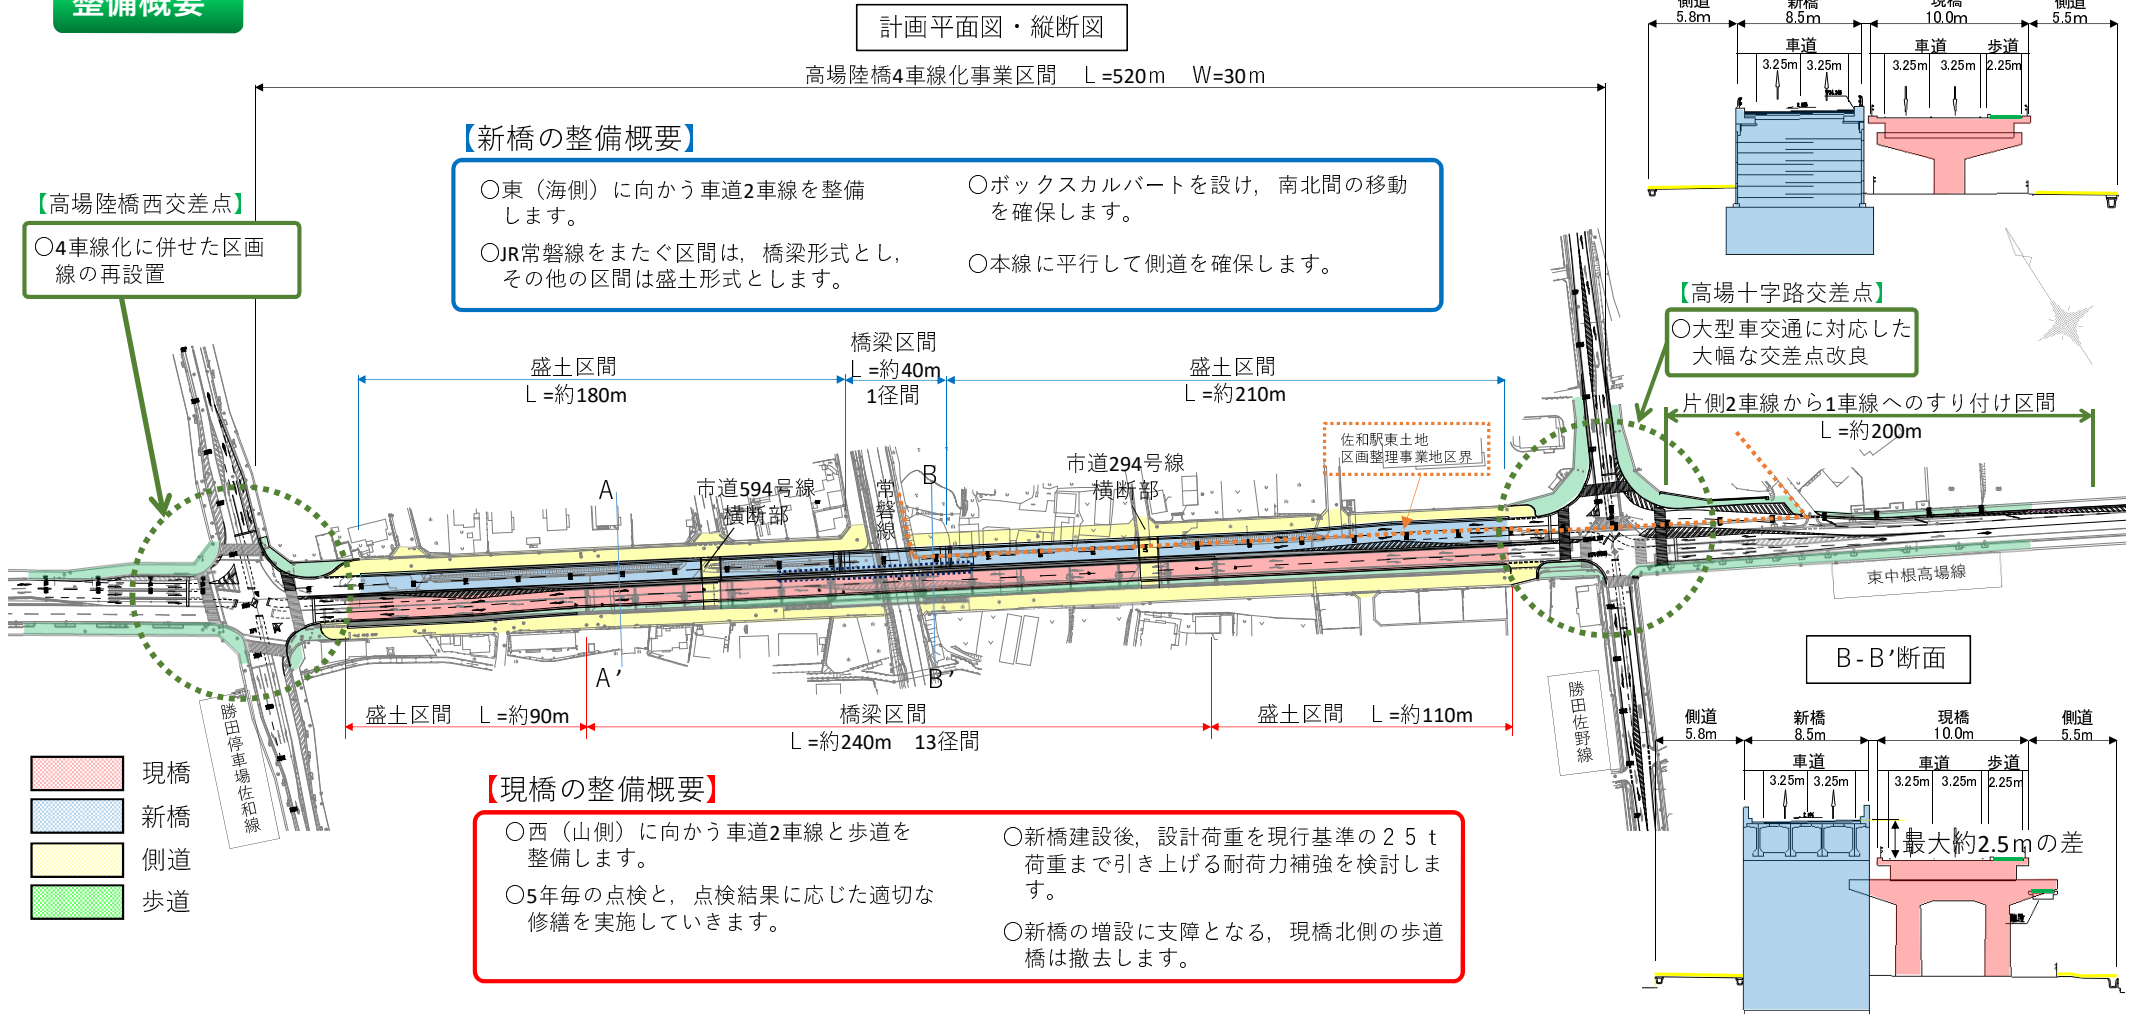 整備概要
計画平面図・縦断図
高場陸橋4車線化事業区間　L=520m　W=30m
【新橋の整備概要】
○東（海側）に向かう車道2車線を整備
します。
○JR常磐線をまたぐ区間は，橋梁形式とし，
その他の区間は盛土形式とします。
○ボックスカルバートを設け，南北間の移動
を確保します。
○本線に平行して側道を確保します。
【高場陸橋西交差点】
○4車線化に併せた区画
線の再設置
側道
5.8m
新橋
8.5m
現橋
10.0m
側道
5.5m
車道
車道
歩道
3.25m
3.25m
3.25m
3.25m
2.25m
【高場十字路交差点】
○大型車交通に対応した
大幅な交差点改良
片側2車線から1車線へのすり付け区間
L=約200m
盛土区間
L=約180m
橋梁区間
L=約40m
1径間
盛土区間
L=約210m
佐和駅東土地
区画整理事業地区界
市道594号線
横断部
市道294号線
横断部
常磐線
A
B
A'
B'
東中根高場線
勝田停車場佐和線
勝田佐野線
盛土区間　L=約90m
橋梁区間
L=約240m　13径間
盛土区間　L=約110m
現橋
新橋
側道
歩道
【現橋の整備概要】
○西（山側）に向かう車道2車線と歩道を
整備します。
○5年毎の点検と，点検結果に応じた適切な
修繕を実施していきます。
○新橋建設後，設計荷重を現行基準の２５ｔ
荷重まで引き上げる耐荷力補強を検討しま
す。
○新橋の増設に支障となる，現橋北側の歩道
橋は撤去します。
B-B'断面
側道
5.8m
新橋
8.5m
現橋
10.0m
側道
5.5m
車道
車道
歩道
3.25m
3.25m
3.25m
3.25m
2.25m
最大約2.5mの差